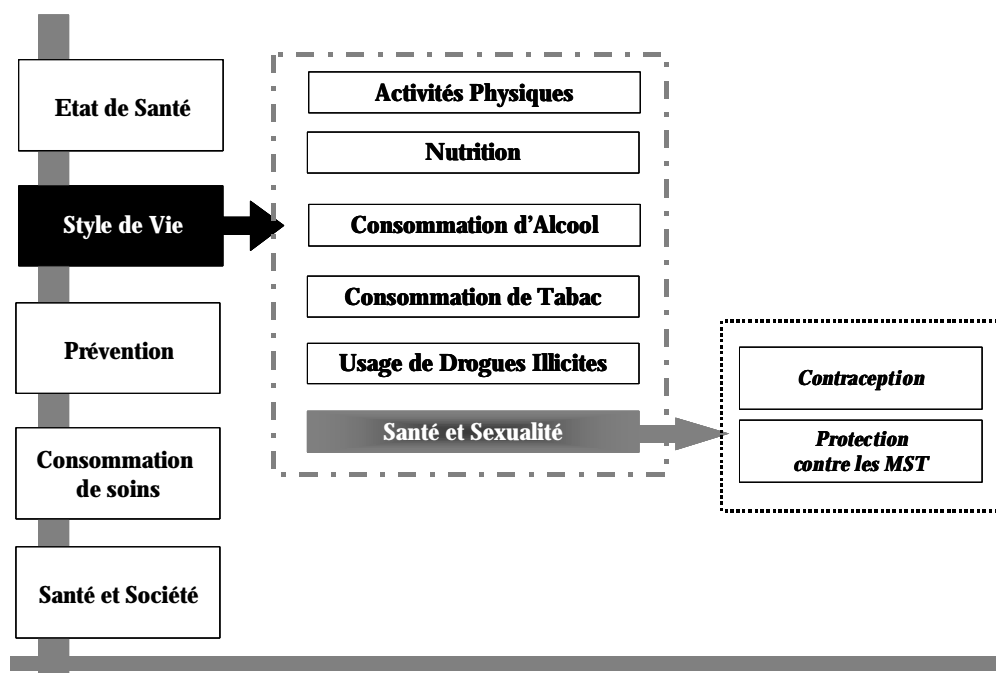 Etat de Santé
Style de Vie
Prévention
Consommation
de soins
Santé et Société
Activités Physiques
Nutrition
Consommation d'Alcool
Consommation de Tabac
Usage de Drogues Illicites
Santé et Sexualité
Contraception
Protection
contre les MST